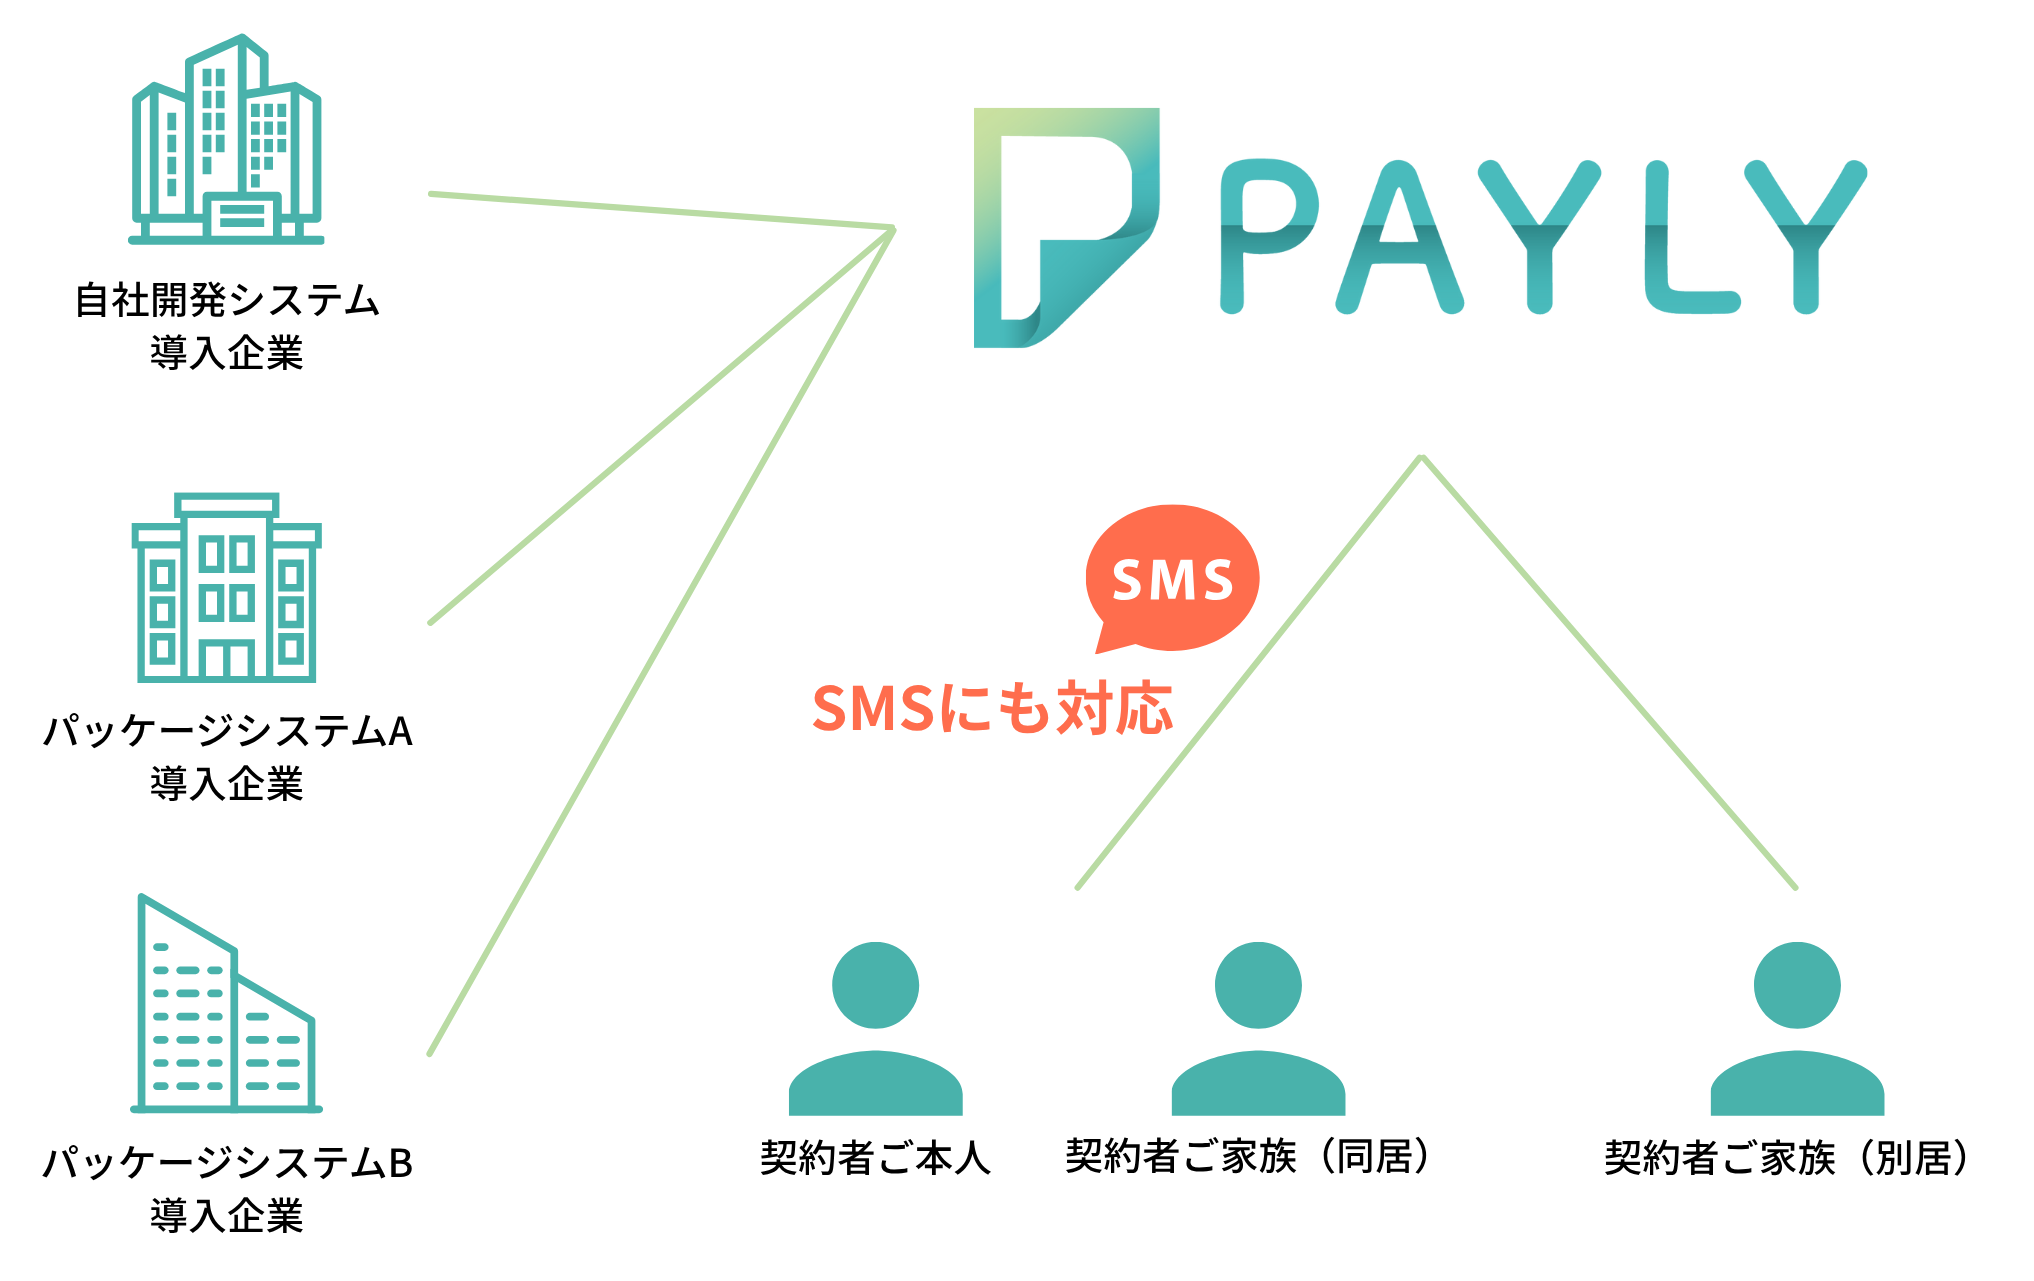 自社開発システム
導入企業
PAYLY
パッケージシステムA
導入企業
SMS
SMSにも対応
パッケージシステムB
導入企業
契約者ご本人
契約者ご家族（同居）
契約者ご家族（別居）